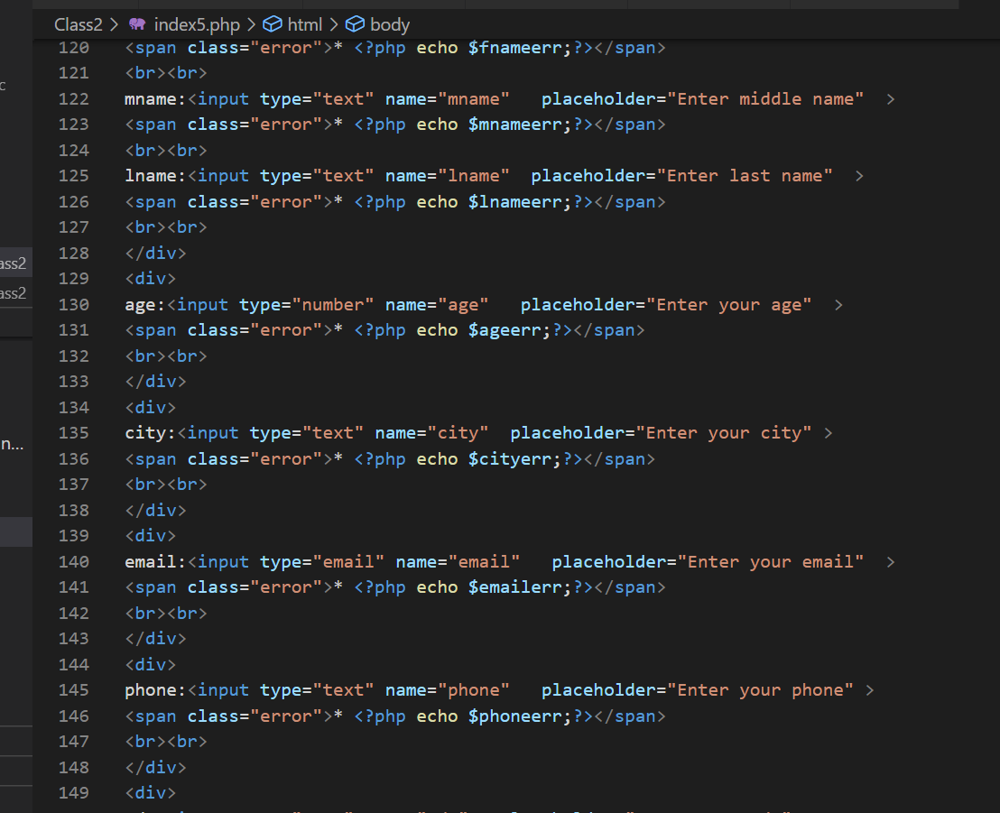 Class2 > index5.php > html > body
c
ass2
ass2
n...
120 <span class="error">* <?php echo $fnameerr;?></span>
121 <br><br>
122 mname:<input type="text" name="mname"   placeholder="Enter middle name"  >
123 <span class="error">* <?php echo $mnameerr;?></span>
124 <br><br>
125 lname:<input type="text" name="lname"  placeholder="Enter last name"  >
126 <span class="error">* <?php echo $lnameerr;?></span>
127 <br><br>
128 </div>
129 <div>
130 age:<input type="number" name="age"   placeholder="Enter your age"  >
131 <span class="error">* <?php echo $ageerr;?></span>
132 <br><br>
133 </div>
134 <div>
135 city:<input type="text" name="city"  placeholder="Enter your city" >
136 <span class="error">* <?php echo $cityerr;?></span>
137 <br><br>
138 </div>
139 <div>
140 email:<input type="email" name="email"   placeholder="Enter your email"  >
141 <span class="error">* <?php echo $emailerr;?></span>
142 <br><br>
143 </div>
144 <div>
145 phone:<input type="text" name="phone"   placeholder="Enter your phone" >
146 <span class="error">* <?php echo $phoneerr;?></span>
147 <br><br>
148 </div>
149 <div>